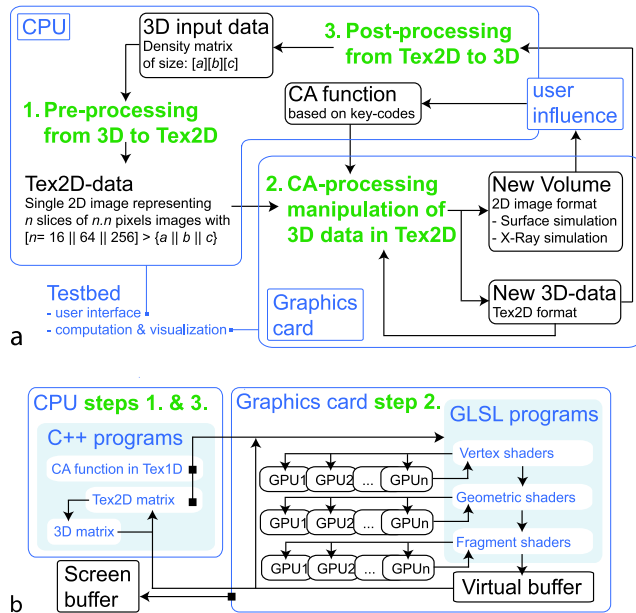 CPU
3D input data
Density matrix
of size: [a][b][c]
3. Post-processing
from Tex2D to 3D
1. Pre-processing
from 3D to Tex2D
CA function
based on key-codes
user
influence
Tex2D-data
Single 2D image representing
n slices of n.n pixels images with
[n= 16 || 64 || 256] > {a || b || c}
2. CA-processing
manipulation of
3D data in Tex2D
New Volume
2D image format
- Surface simulation
- X-Ray simulation
Testbed
- user interface
- computation & visualization
Graphics
card
New 3D-data
Tex2D format
a
CPU steps 1. & 3.
Graphics card step 2.
C++ programs
GLSL programs
CA function in Tex1D
Vertex shaders
GPU1 GPU2 ... GPUn
Tex2D matrix
Geometric shaders
GPU1 GPU2 ... GPUn
3D matrix
Fragment shaders
GPU1 GPU2 ... GPUn
Screen
buffer
Virtual buffer
b